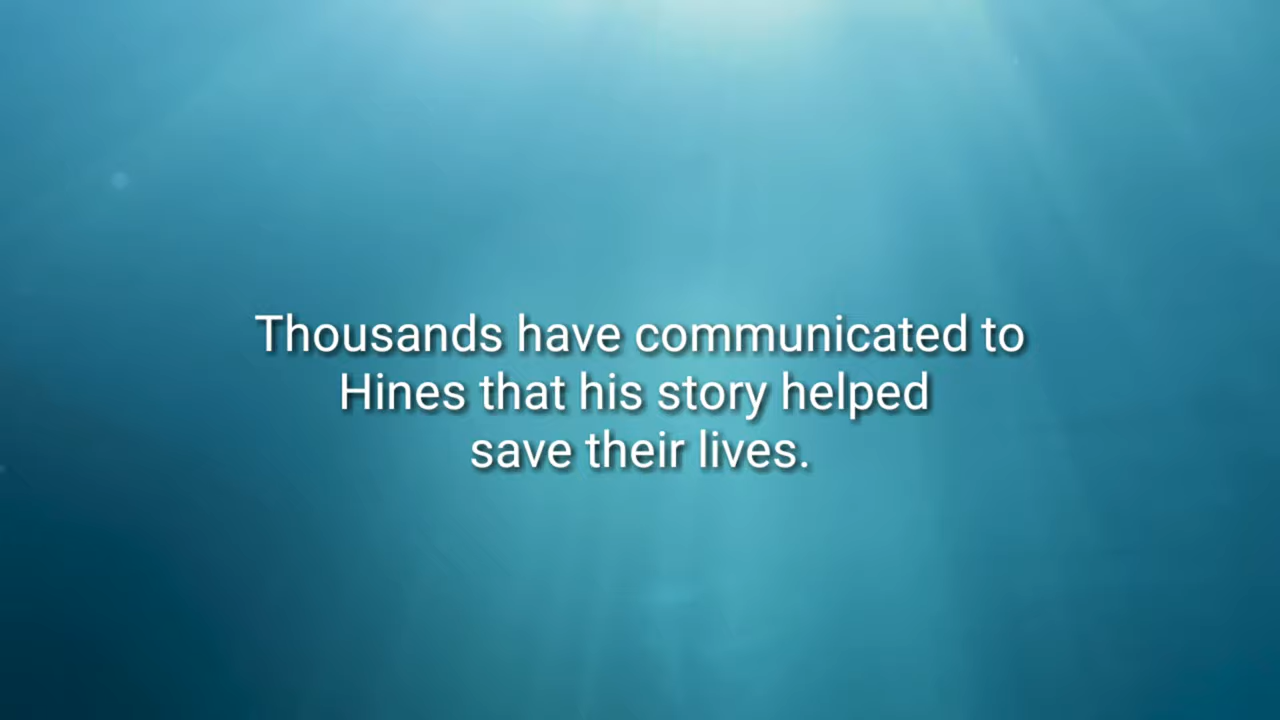 Thousands have communicated to
Hines that his story helped
save their lives.